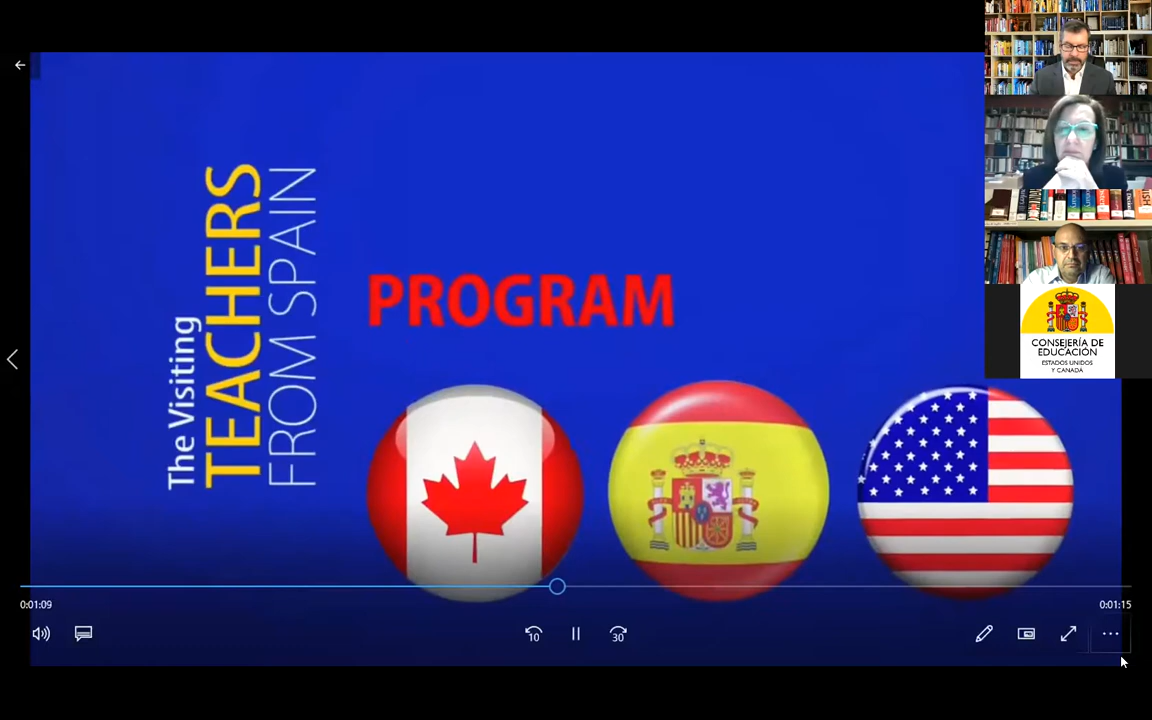 The Visiting
TEACHERS
FROM SPAIN
PROGRAM
CONSEJERÍA DE
EDUCACIÓN
ESTADOS UNIDOS
Y CANADÁ
0:01:09
0:01:15
10
30